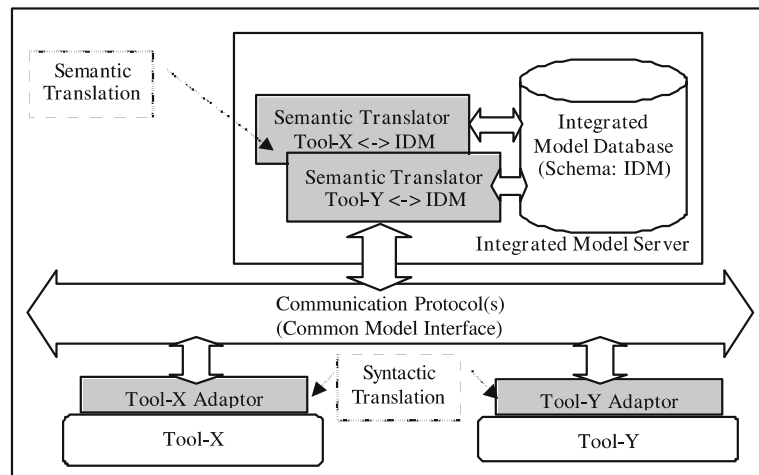 Semantic
Translation
Semantic Translator
Tool-X <-> IDM
Semantic Translator
Tool-Y <-> IDM
Integrated
Model Database
(Schema: IDM)
Integrated Model Server
Communication Protocol(s)
(Common Model Interface)
Tool-X Adaptor
Syntactic
Translation
Tool-Y Adaptor
Tool-X
Tool-Y